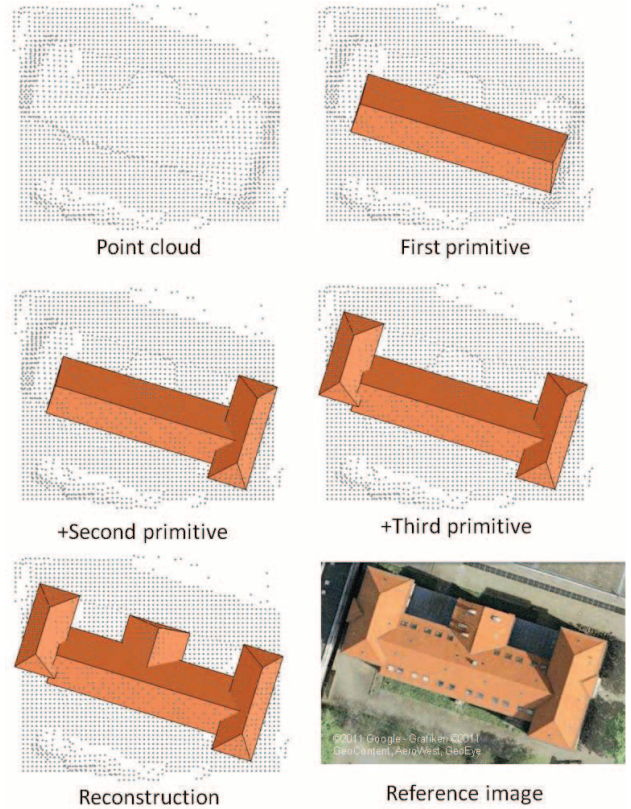 Point cloud
First primitive
+Second primitive
+Third primitive
©2011 Google - Grafiken ©2011
GeoContent, AeroWest, GeoEye
Reconstruction
Reference image